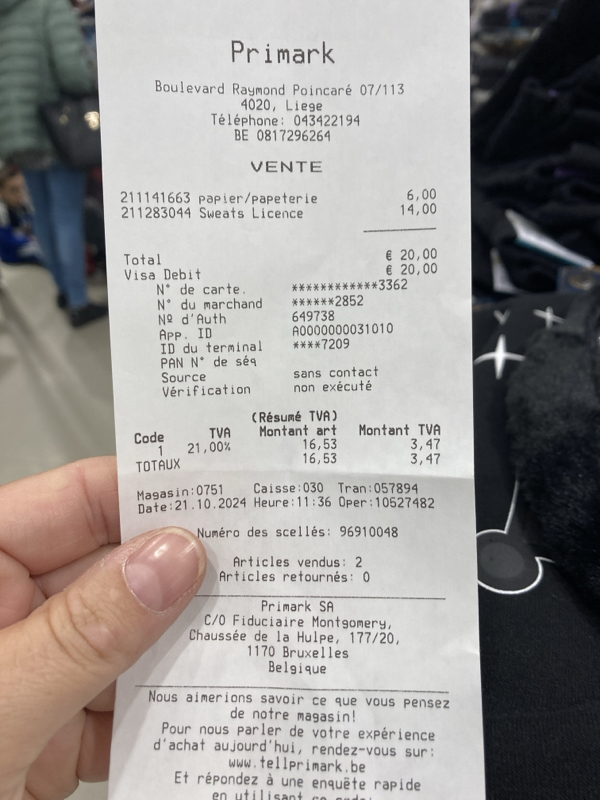 Primark
Boulevard Raymond Poincaré 07/113
4020, Liege
Téléphone: 043422194
BE 0817296264
VENTE
211141663 papier/papeterie 6,00
211283044 Sweats Licence 14,00
Total € 20,00
Visa Debit € 20,00
N° de carte. ************3362
N° du marchand ******2852
Nº d'Auth 649738
App. ID A0000000031010
ID du terminal ****7209
PAN N° de séq
Source sans contact
Vérification non exécuté
(Résumé TVA)
Code TVA Montant art Montant TVA
1 21,00% 16,53 3,47
TOTAUX 16,53 3,47
Magasin:0751 Caisse:030 Tran:057894
Date:21.10.2024 Heure:11:36 Oper:10527482
Numéro des scellés: 96910048
Articles vendus: 2
Articles retournés: 0
Primark SA
C/O Fiduciaire Montgomery,
Chaussée de la Hulpe, 177/20,
1170 Bruxelles
Belgique
Nous aimerions savoir ce que vous pensez
de notre magasin!
Pour nous parler de votre expérience
d'achat aujourd'hui, rendez-vous sur:
www.tellprimark.be
Et répondez à une enquête rapide
en utilisant ce code: